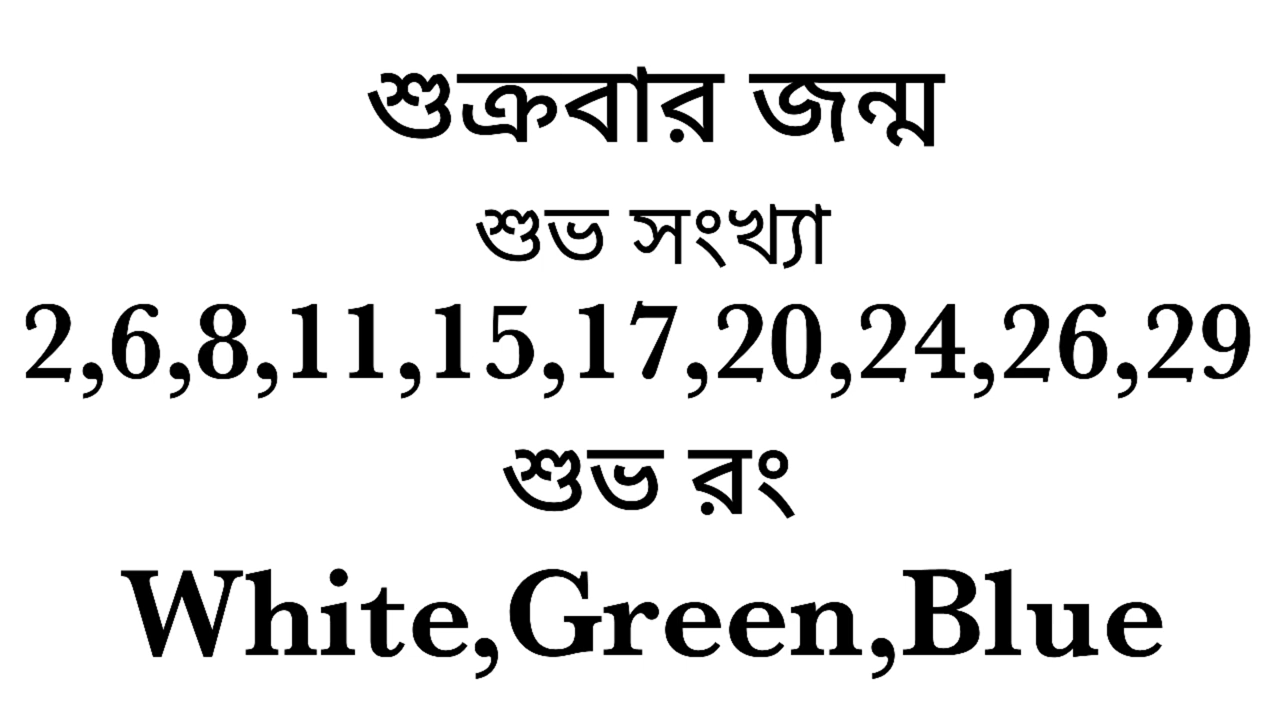 শুক্রবার জন্ম
শুভ সংখ্যা
2,6,8,11,15,17,20,24,26,29
শুভ রং
White,Green,Blue